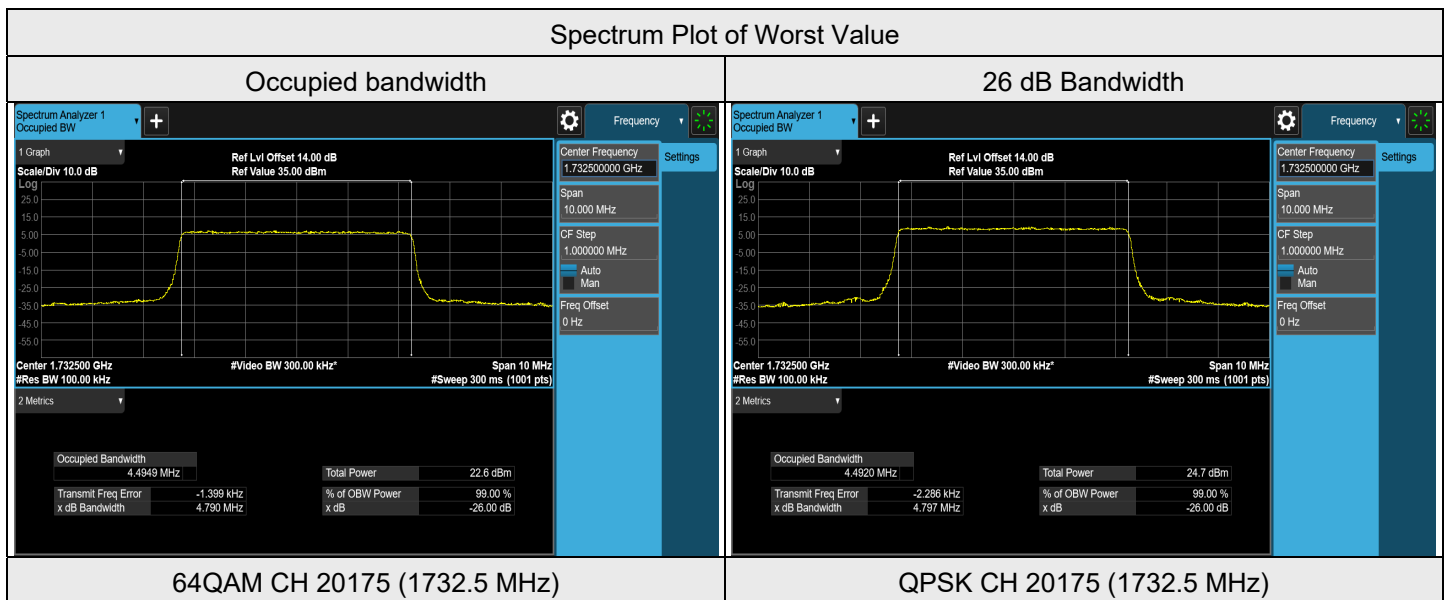 Spectrum Plot of Worst Value
Occupied bandwidth
26 dB Bandwidth
Spectrum Analyzer 1
Occupied BW
+
Frequency
1 Graph
Ref Lvl Offset 14.00 dB
Scale/Div 10.0 dB
Ref Value 35.00 dBm
Log
25.0
15.0
5.00
-5.00
-15.0
-25.0
-35.0
-45.0
-55.0
Center 1.732500 GHz
#Video BW 300.00 kHz*
Span 10 MHz
#Res BW 100.00 kHz
#Sweep 300 ms (1001 pts)
Center Frequency
1.732500000 GHz
Settings
Span
10.000 MHz
CF Step
1.000000 MHz
Auto
Man
Freq Offset
0 Hz
2 Metrics
Occupied Bandwidth
4.4949 MHz
Total Power 22.6 dBm
Transmit Freq Error -1.399 kHz
% of OBW Power 99.00 %
x dB Bandwidth 4.790 MHz
x dB -26.00 dB
Spectrum Analyzer 1
Occupied BW
+
Frequency
1 Graph
Ref Lvl Offset 14.00 dB
Scale/Div 10.0 dB
Ref Value 35.00 dBm
Log
25.0
15.0
5.00
-5.00
-15.0
-25.0
-35.0
-45.0
-55.0
Center 1.732500 GHz
#Video BW 300.00 kHz*
Span 10 MHz
#Res BW 100.00 kHz
#Sweep 300 ms (1001 pts)
Center Frequency
1.732500000 GHz
Settings
Span
10.000 MHz
CF Step
1.000000 MHz
Auto
Man
Freq Offset
0 Hz
2 Metrics
Occupied Bandwidth
4.4920 MHz
Total Power 24.7 dBm
Transmit Freq Error -2.286 kHz
% of OBW Power 99.00 %
x dB Bandwidth 4.797 MHz
x dB -26.00 dB
64QAM CH 20175 (1732.5 MHz)
QPSK CH 20175 (1732.5 MHz)